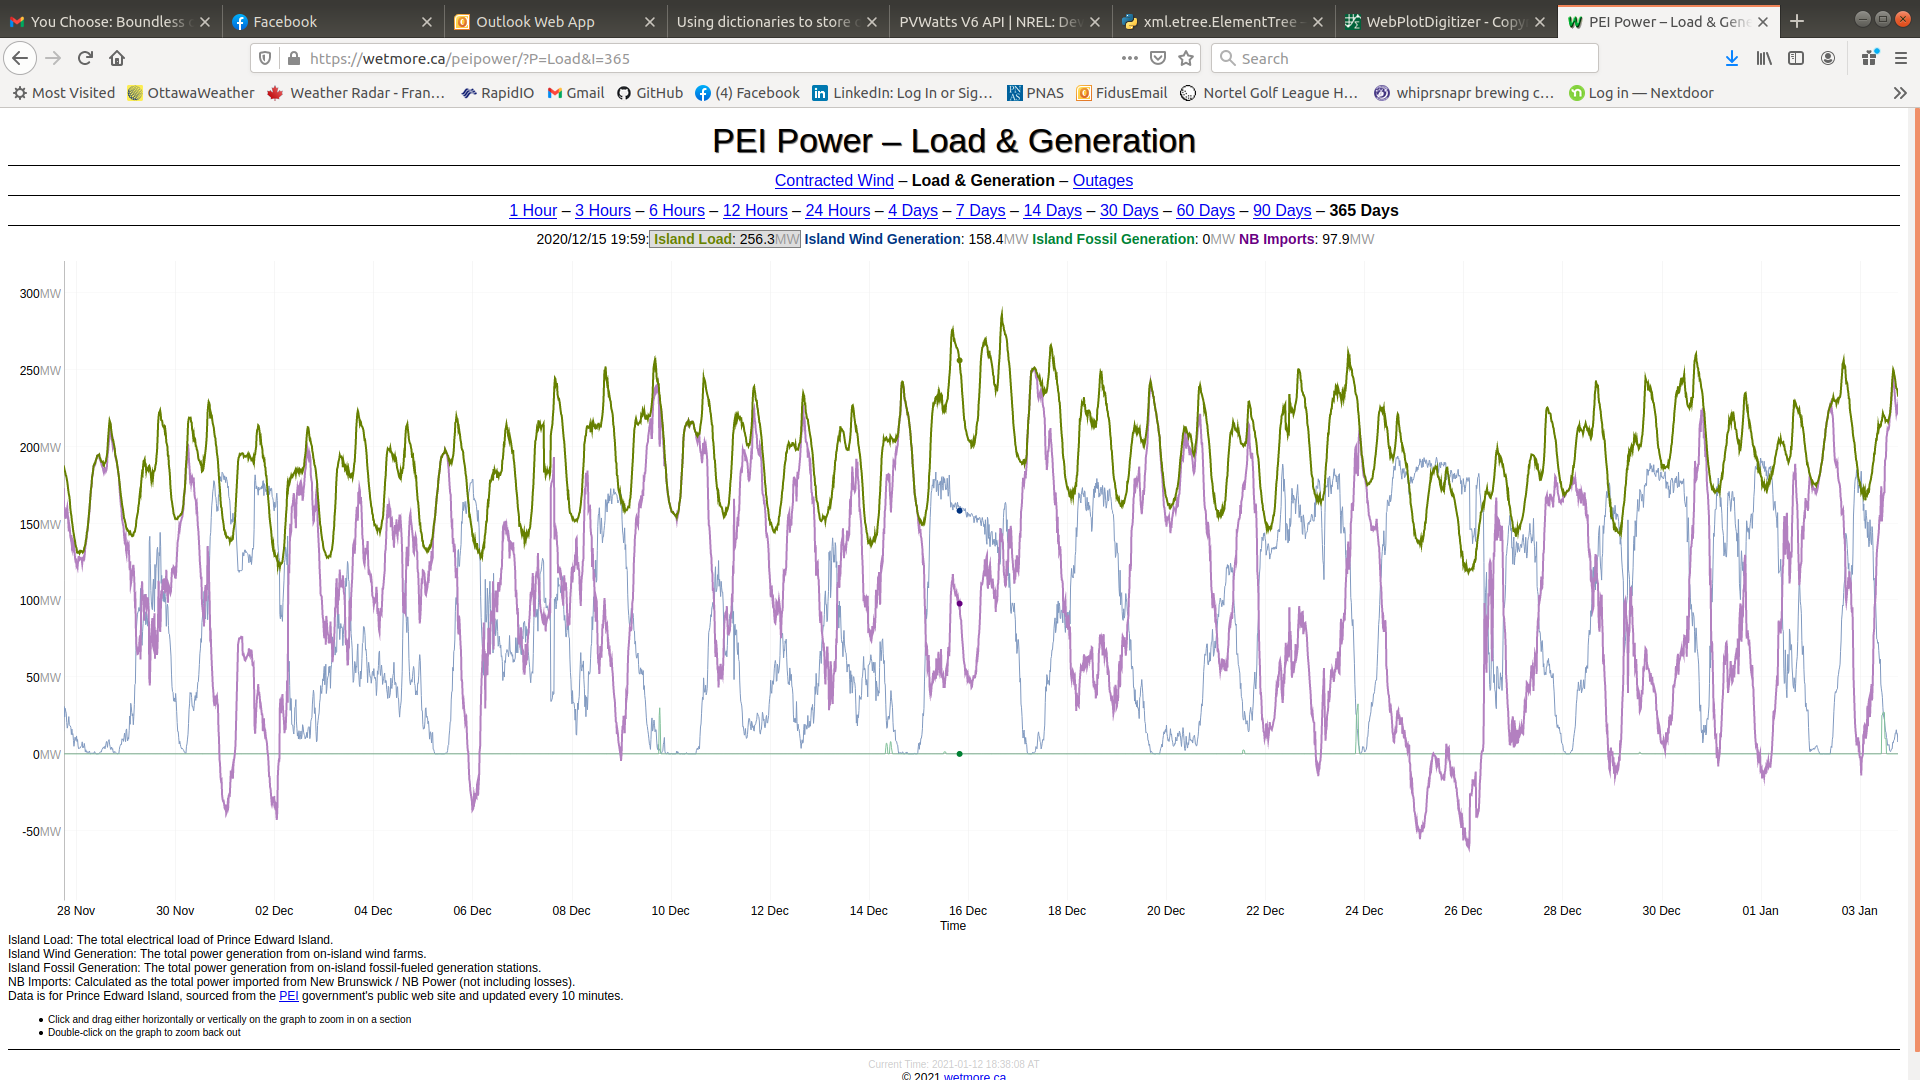 You Choose: Boundless
Facebook
Outlook Web App
Using dictionaries to store
PVWatts V6 API | NREL: De
xml.etree.ElementTree
WebPlotDigitizer - Copy
PEI Power – Load & Gen
https://wetmore.ca/peipower/?P=Load&I=365
Search
Most Visited
OttawaWeather
Weather Radar - Fran…
RapidIO
Gmail
GitHub
(4) Facebook
LinkedIn: Log In or Sig…
PNAS
FidusEmail
Nortel Golf League H…
whiprsnapr brewing c…
Log in — Nextdoor
PEI Power – Load & Generation
Contracted Wind – Load & Generation – Outages
1 Hour – 3 Hours – 6 Hours – 12 Hours – 24 Hours – 4 Days – 7 Days – 14 Days – 30 Days – 60 Days – 90 Days – 365 Days
2020/12/15 19:59: Island Load: 256.3MW Island Wind Generation: 158.4MW Island Fossil Generation: 0MW NB Imports: 97.9MW
300MW
250MW
200MW
150MW
100MW
50MW
0MW
-50MW
28 Nov 30 Nov 02 Dec 04 Dec 06 Dec 08 Dec 10 Dec 12 Dec 14 Dec 16 Dec 18 Dec 20 Dec 22 Dec 24 Dec 26 Dec 28 Dec 30 Dec 01 Jan 03 Jan
Time
Island Load: The total electrical load of Prince Edward Island.
Island Wind Generation: The total power generation from on-island wind farms.
Island Fossil Generation: The total power generation from on-island fossil-fueled generation stations.
NB Imports: Calculated as the total power imported from New Brunswick / NB Power (not including losses).
Data is for Prince Edward Island, sourced from the PEI government's public web site and updated every 10 minutes.
Click and drag either horizontally or vertically on the graph to zoom in on a section
Double-click on the graph to zoom back out
Current Time: 2021-01-12 18:38:08 AT
© 2021 wetmore.ca